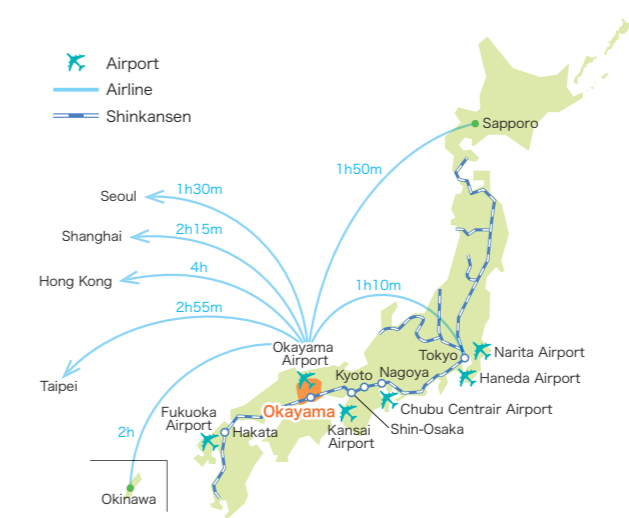 Airport
Airline
Shinkansen
Sapporo
1h50m
Seoul
1h30m
Shanghai
2h15m
Hong Kong
4h
1h10m
2h55m
Okayama
Airport
Tokyo
Narita Airport
Kyoto
Nagoya
Haneda Airport
Taipei
Okayama
Chubu Centrair Airport
Fukuoka
Airport
Hakata
Kansai
Airport
Shin-Osaka
2h
Okinawa